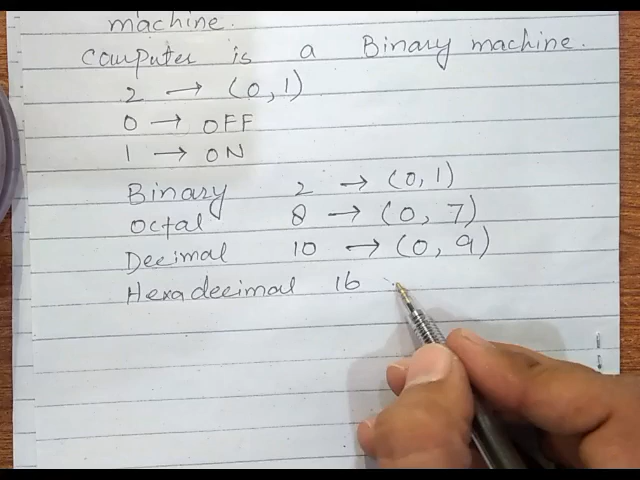 machine.
Computer is a Binary machine.
2 → (0,1)
0 → OFF
1 → ON
Binary 2 → (0,1)
Octal 8 → (0, 7)
Decimal 10 → (0, 9)
Hexadecimal 16